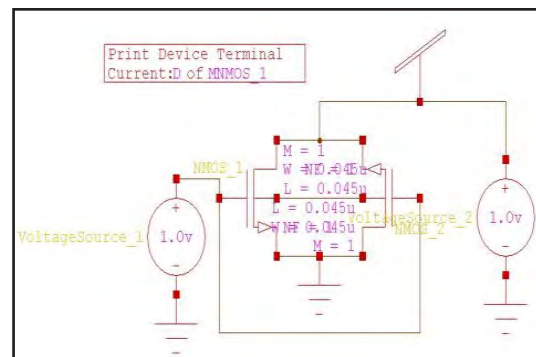 Print Device Terminal
Current:D of MNMOS_1
NMOS_1
M = 1
L = 0.045u
L = 0.045u
M = 1
NMOS_2
+
VoltageSource_1
1.0v
-
+
VoltageSource_2
1.0v
-